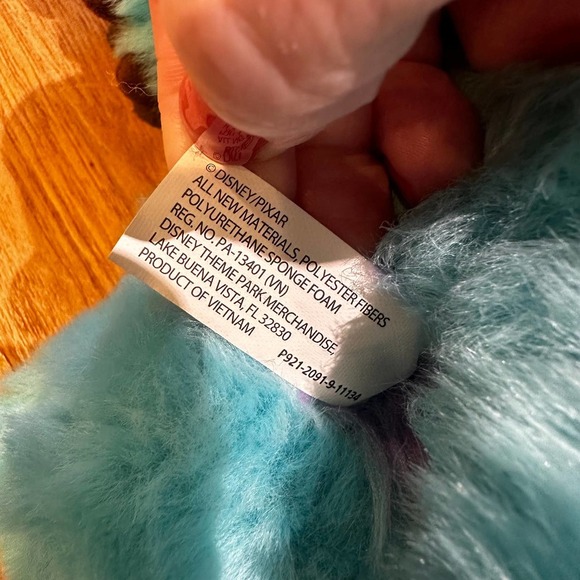 © DISNEY/PIXAR
ALL NEW MATERIALS, POLYESTER FIBERS
POLYURETHANE SPONGE FOAM
REG. NO. PA-13401 (VN)
DISNEY THEME PARK MERCHANDISE,
LAKE BUENA VISTA, FL 32830
PRODUCT OF VIETNAM
P921-2091-9-11134